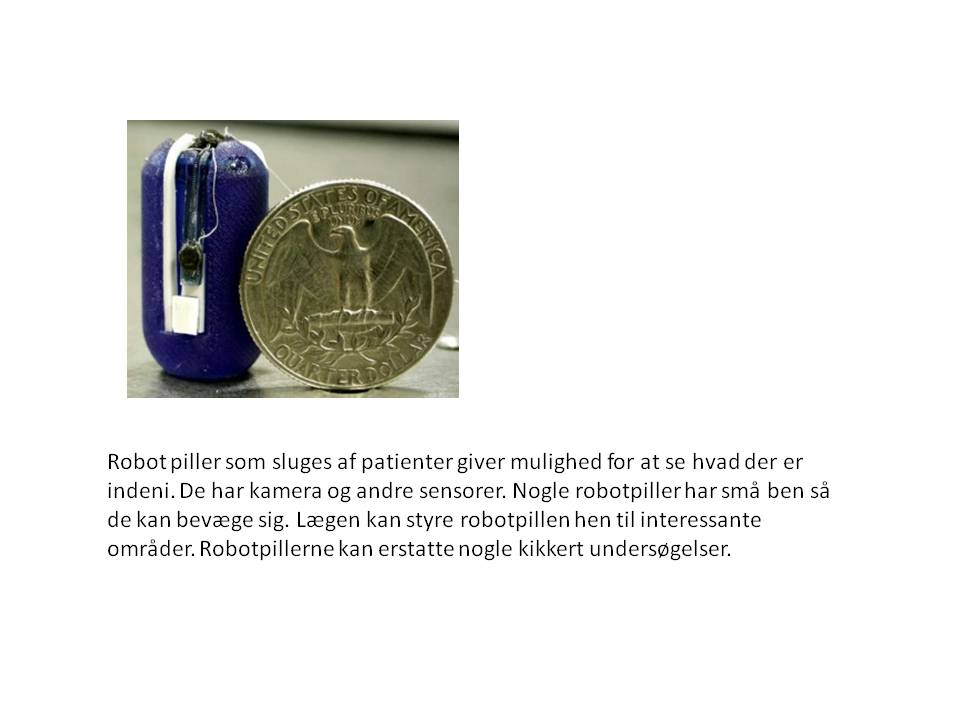 UNITED STATES OF AMERICA
E PLURIBUS
UNUM
QUARTER DOLLAR
Robot piller som sluges af patienter giver mulighed for at se hvad der er
indeni. De har kamera og andre sensorer. Nogle robotpiller har små ben så
de kan bevæge sig. Lægen kan styre robotpillen hen til interessante
områder. Robotpillerne kan erstatte nogle kikkert undersøgelser.